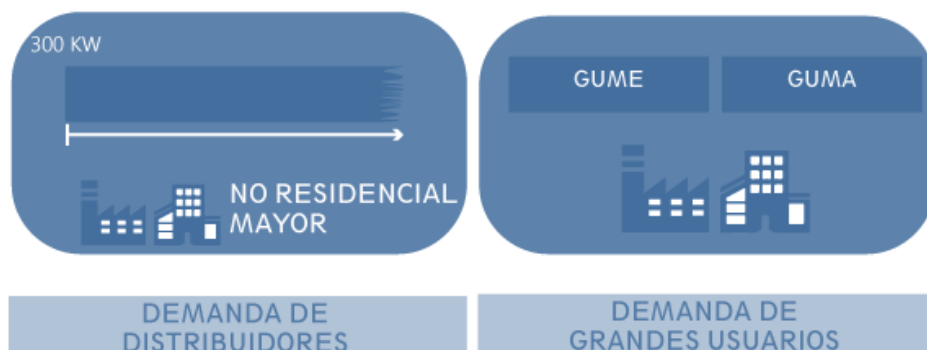 300 KW
NO RESIDENCIAL
MAYOR
GUME
GUMA
DEMANDA DE
DISTRIBUIDORES
DEMANDA DE
GRANDES USUARIOS